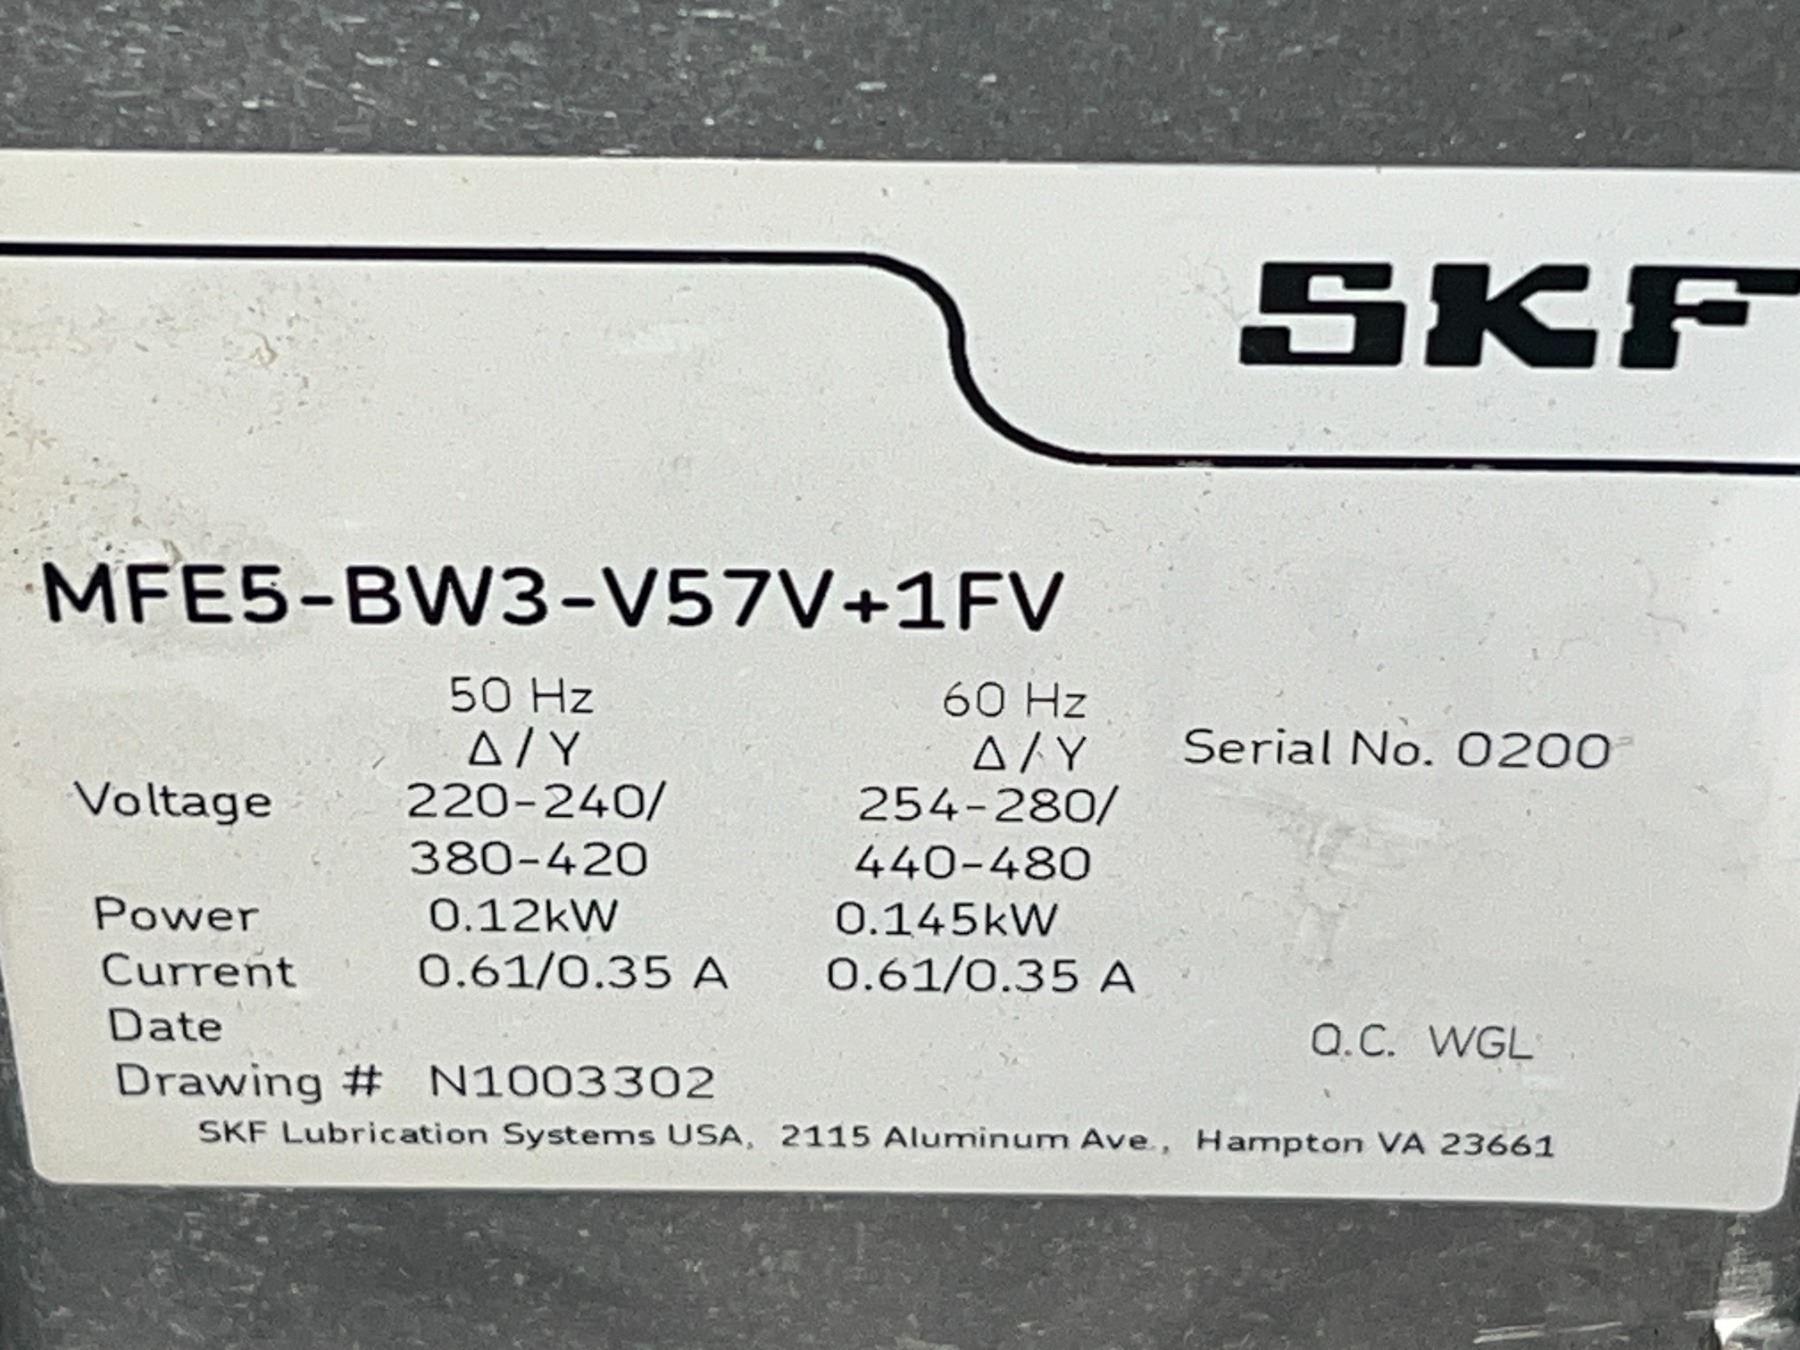 SKF
MFE5-BW3-V57V+1FV
50 Hz 60 Hz
Δ/Y Δ/Y Serial No. 0200
Voltage 220-240/ 254-280/
380-420 440-480
Power 0.12kW 0.145kW
Current 0.61/0.35 A 0.61/0.35 A
Date
Q.C. WGL
Drawing # N1003302
SKF Lubrication Systems USA, 2115 Aluminum Ave., Hampton VA 23661